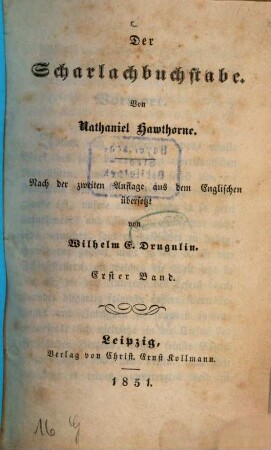 Der
Scharlachbuchstabe.
Von
Nathaniel Hawthorne.
Nach der zweiten Auflage aus dem Englischen
übersetzt
von
Wilhelm E. Drugulin.
Erster Band.
Leipzig,
Verlag von Christ. Ernst Kollmann.
1851.